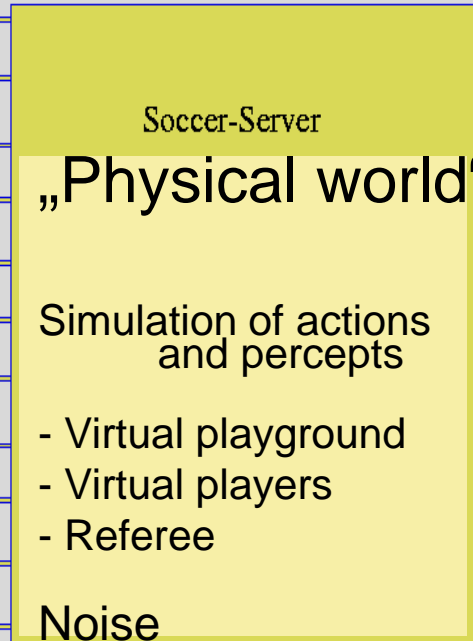 Soccer-Server
„Physical world“
Simulation of actions
and percepts
- Virtual playground
- Virtual players
- Referee
Noise